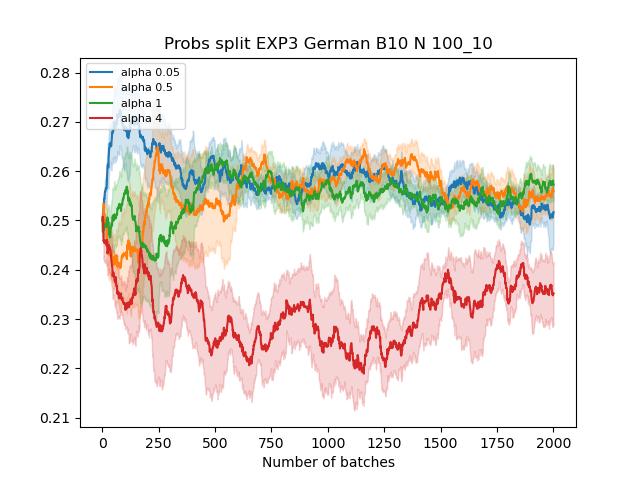 Probs split EXP3 German B10 N 100_10
alpha 0.05
alpha 0.5
alpha 1
alpha 4
0.28
0.27
0.26
0.25
0.24
0.23
0.22
0.21
0 250 500 750 1000 1250 1500 1750 2000
Number of batches